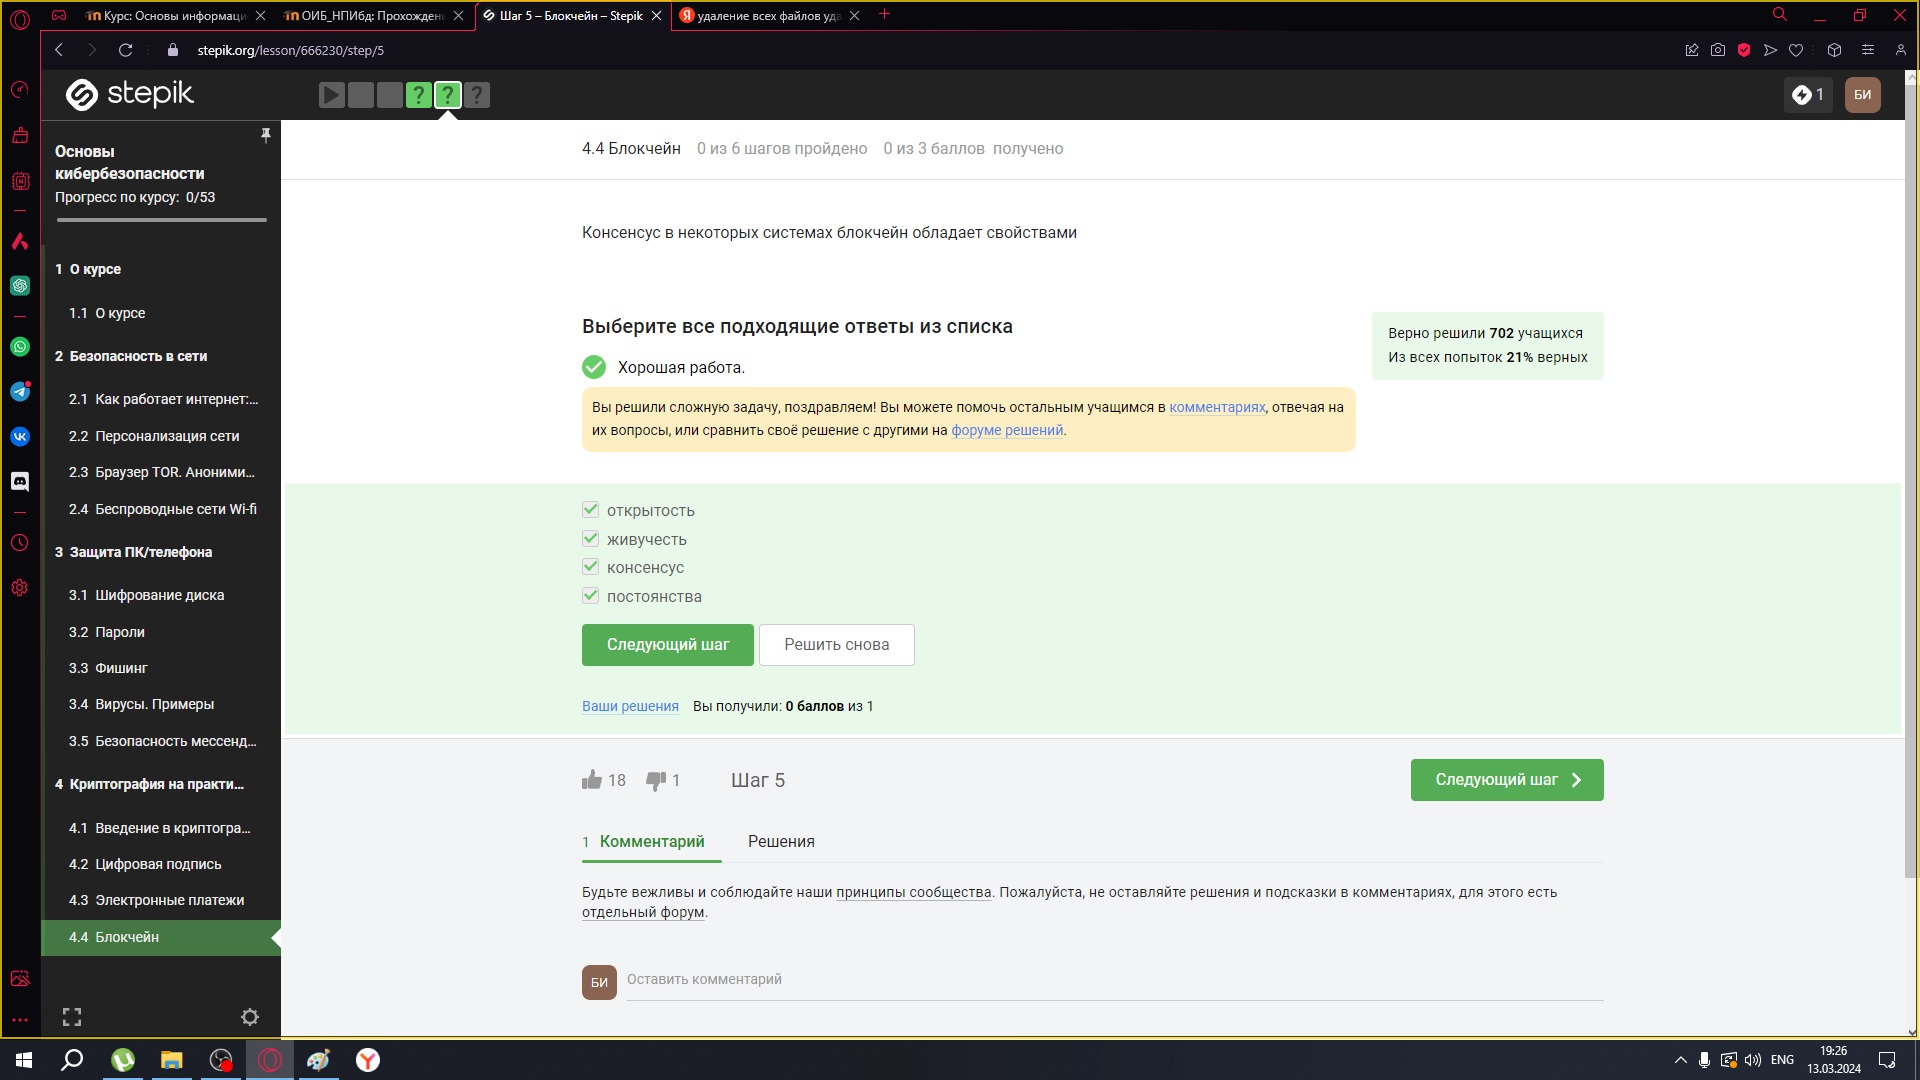 Курс: Основы информаци
ОИБ_НПИбд: Прохожден
Шаг 5 – Блокчейн – Stepik
удаление всех файлов уда
stepik.org/lesson/666230/step/5
stepik
1
БИ
Основы
кибербезопасности
Прогресс по курсу: 0/53
1 О курсе
1.1 О курсе
2 Безопасность в сети
2.1 Как работает интернет:...
2.2 Персонализация сети
2.3 Браузер TOR. Аноними...
2.4 Беспроводные сети Wi-fi
3 Защита ПК/телефона
3.1 Шифрование диска
3.2 Пароли
3.3 Фишинг
3.4 Вирусы. Примеры
3.5 Безопасность мессенд...
4 Криптография на практи...
4.1 Введение в криптогра...
4.2 Цифровая подпись
4.3 Электронные платежи
4.4 Блокчейн
4.4 Блокчейн 0 из 6 шагов пройдено 0 из 3 баллов получено
Консенсус в некоторых системах блокчейн обладает свойствами
Выберите все подходящие ответы из списка
Хорошая работа.
Верно решили 702 учащихся
Из всех попыток 21% верных
Вы решили сложную задачу, поздравляем! Вы можете помочь остальным учащимся в комментариях, отвечая на
их вопросы, или сравнить своё решение с другими на форуме решений.
открытость
живучесть
консенсус
постоянства
Следующий шаг
Решить снова
Ваши решения Вы получили: 0 баллов из 1
18 1 Шаг 5
Следующий шаг
1 Комментарий Решения
Будьте вежливы и соблюдайте наши принципы сообщества. Пожалуйста, не оставляйте решения и подсказки в комментариях, для этого есть
отдельный форум.
БИ Оставить комментарий
ENG
19:26
13.03.2024